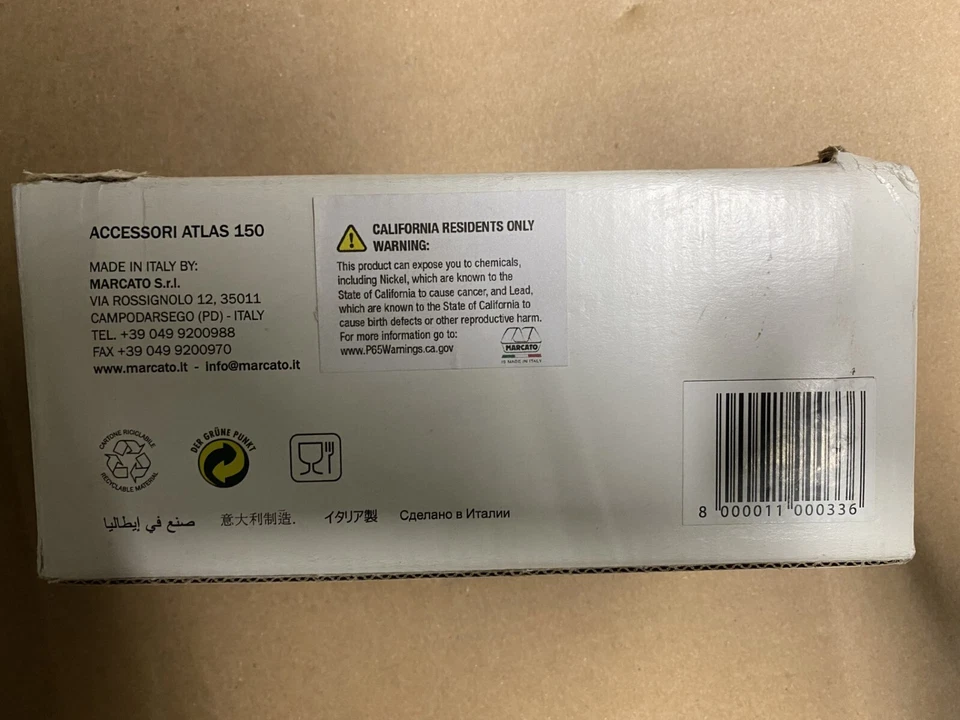 ACCESSORI ATLAS 150
MADE IN ITALY BY:
MARCATO S.r.l.
VIA ROSSIGNOLO 12, 35011
CAMPODARSEGO (PD) - ITALY
TEL. +39 049 9200988
FAX +39 049 9200970
www.marcato.it - info@marcato.it
CALIFORNIA RESIDENTS ONLY
WARNING:
This product can expose you to chemicals,
including Nickel, which are known to the
State of California to cause cancer, and Lead,
which are known to the State of California to
cause birth defects or other reproductive harm.
For more information go to:
www.P65Warnings.ca.gov
MARCATO
IS MADE IN ITALY
CARTONE RICICLABILE
RECYCLABLE MATERIAL
DER GRÜNE PUNKT
صنع في إيطاليا
意大利制造.
イタリア製
Сделано в Италии
8 000011 000336